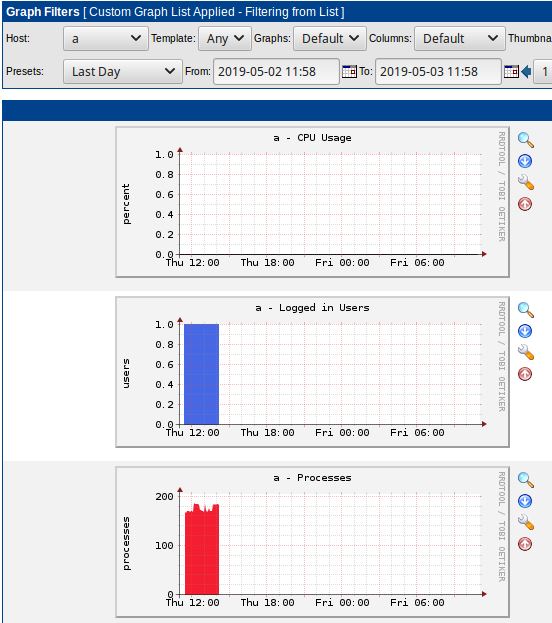 Graph Filters [ Custom Graph List Applied - Filtering from List ]
Host: a Template: Any Graphs: Default Columns: Default Thumbna
Presets: Last Day From: 2019-05-02 11:58 To: 2019-05-03 11:58 1
a - CPU Usage
RRDTOOL / TOBI OETIKER
percent
1.0
0.8
0.6
0.4
0.2
0.0
Thu 12:00 Thu 18:00 Fri 00:00 Fri 06:00
a - Logged in Users
RRDTOOL / TOBI OETIKER
users
1.0
0.8
0.6
0.4
0.2
0.0
Thu 12:00 Thu 18:00 Fri 00:00 Fri 06:00
a - Processes
RRDTOOL / TOBI OETIKER
processes
200
100
0
Thu 12:00 Thu 18:00 Fri 00:00 Fri 06:00